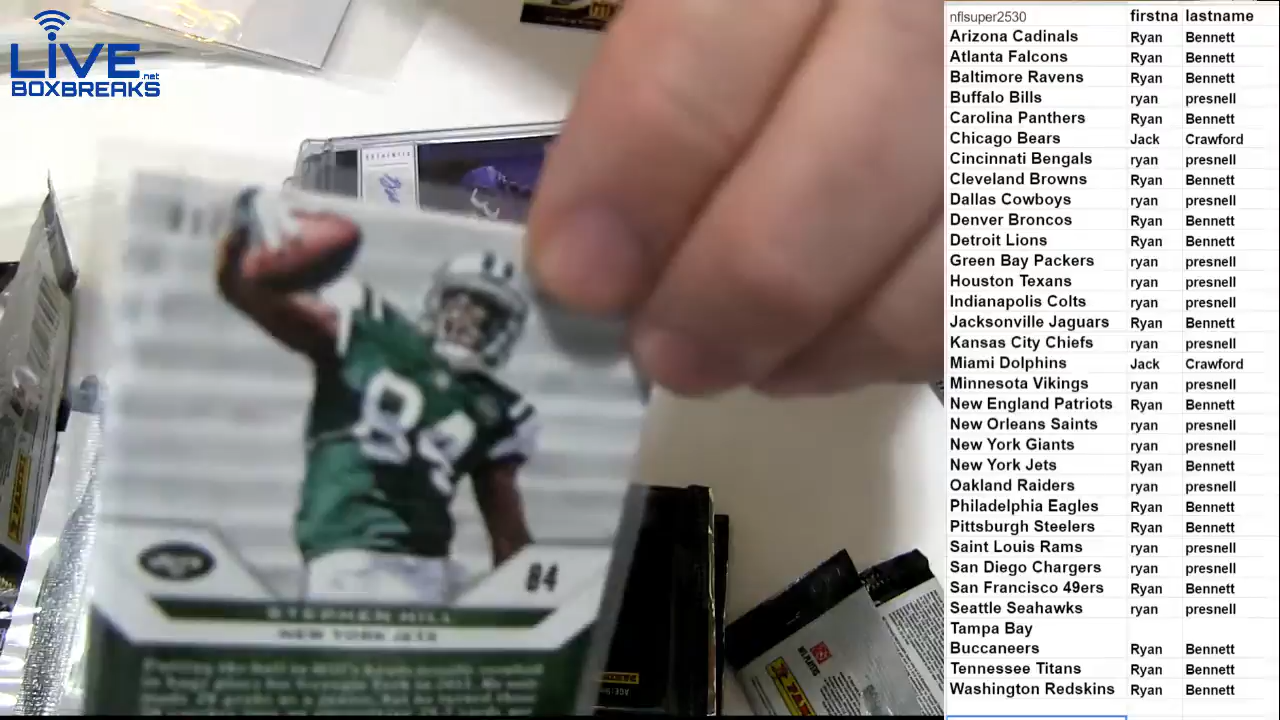 LIVE.net
BOXBREAKS
84
84
STEPHEN HILL
NEW YORK JETS
nflsuper2530 firstna lastname
Arizona Cadinals Ryan Bennett
Atlanta Falcons Ryan Bennett
Baltimore Ravens Ryan Bennett
Buffalo Bills ryan presnell
Carolina Panthers Ryan Bennett
Chicago Bears Jack Crawford
Cincinnati Bengals ryan presnell
Cleveland Browns Ryan Bennett
Dallas Cowboys ryan presnell
Denver Broncos Ryan Bennett
Detroit Lions Ryan Bennett
Green Bay Packers ryan presnell
Houston Texans ryan presnell
Indianapolis Colts ryan presnell
Jacksonville Jaguars Ryan Bennett
Kansas City Chiefs ryan presnell
Miami Dolphins Jack Crawford
Minnesota Vikings ryan presnell
New England Patriots Ryan Bennett
New Orleans Saints ryan presnell
New York Giants ryan presnell
New York Jets Ryan Bennett
Oakland Raiders ryan presnell
Philadelphia Eagles Ryan Bennett
Pittsburgh Steelers Ryan Bennett
Saint Louis Rams ryan presnell
San Diego Chargers ryan presnell
San Francisco 49ers Ryan Bennett
Seattle Seahawks ryan presnell
Tampa Bay
Buccaneers Ryan Bennett
Tennessee Titans Ryan Bennett
Washington Redskins Ryan Bennett